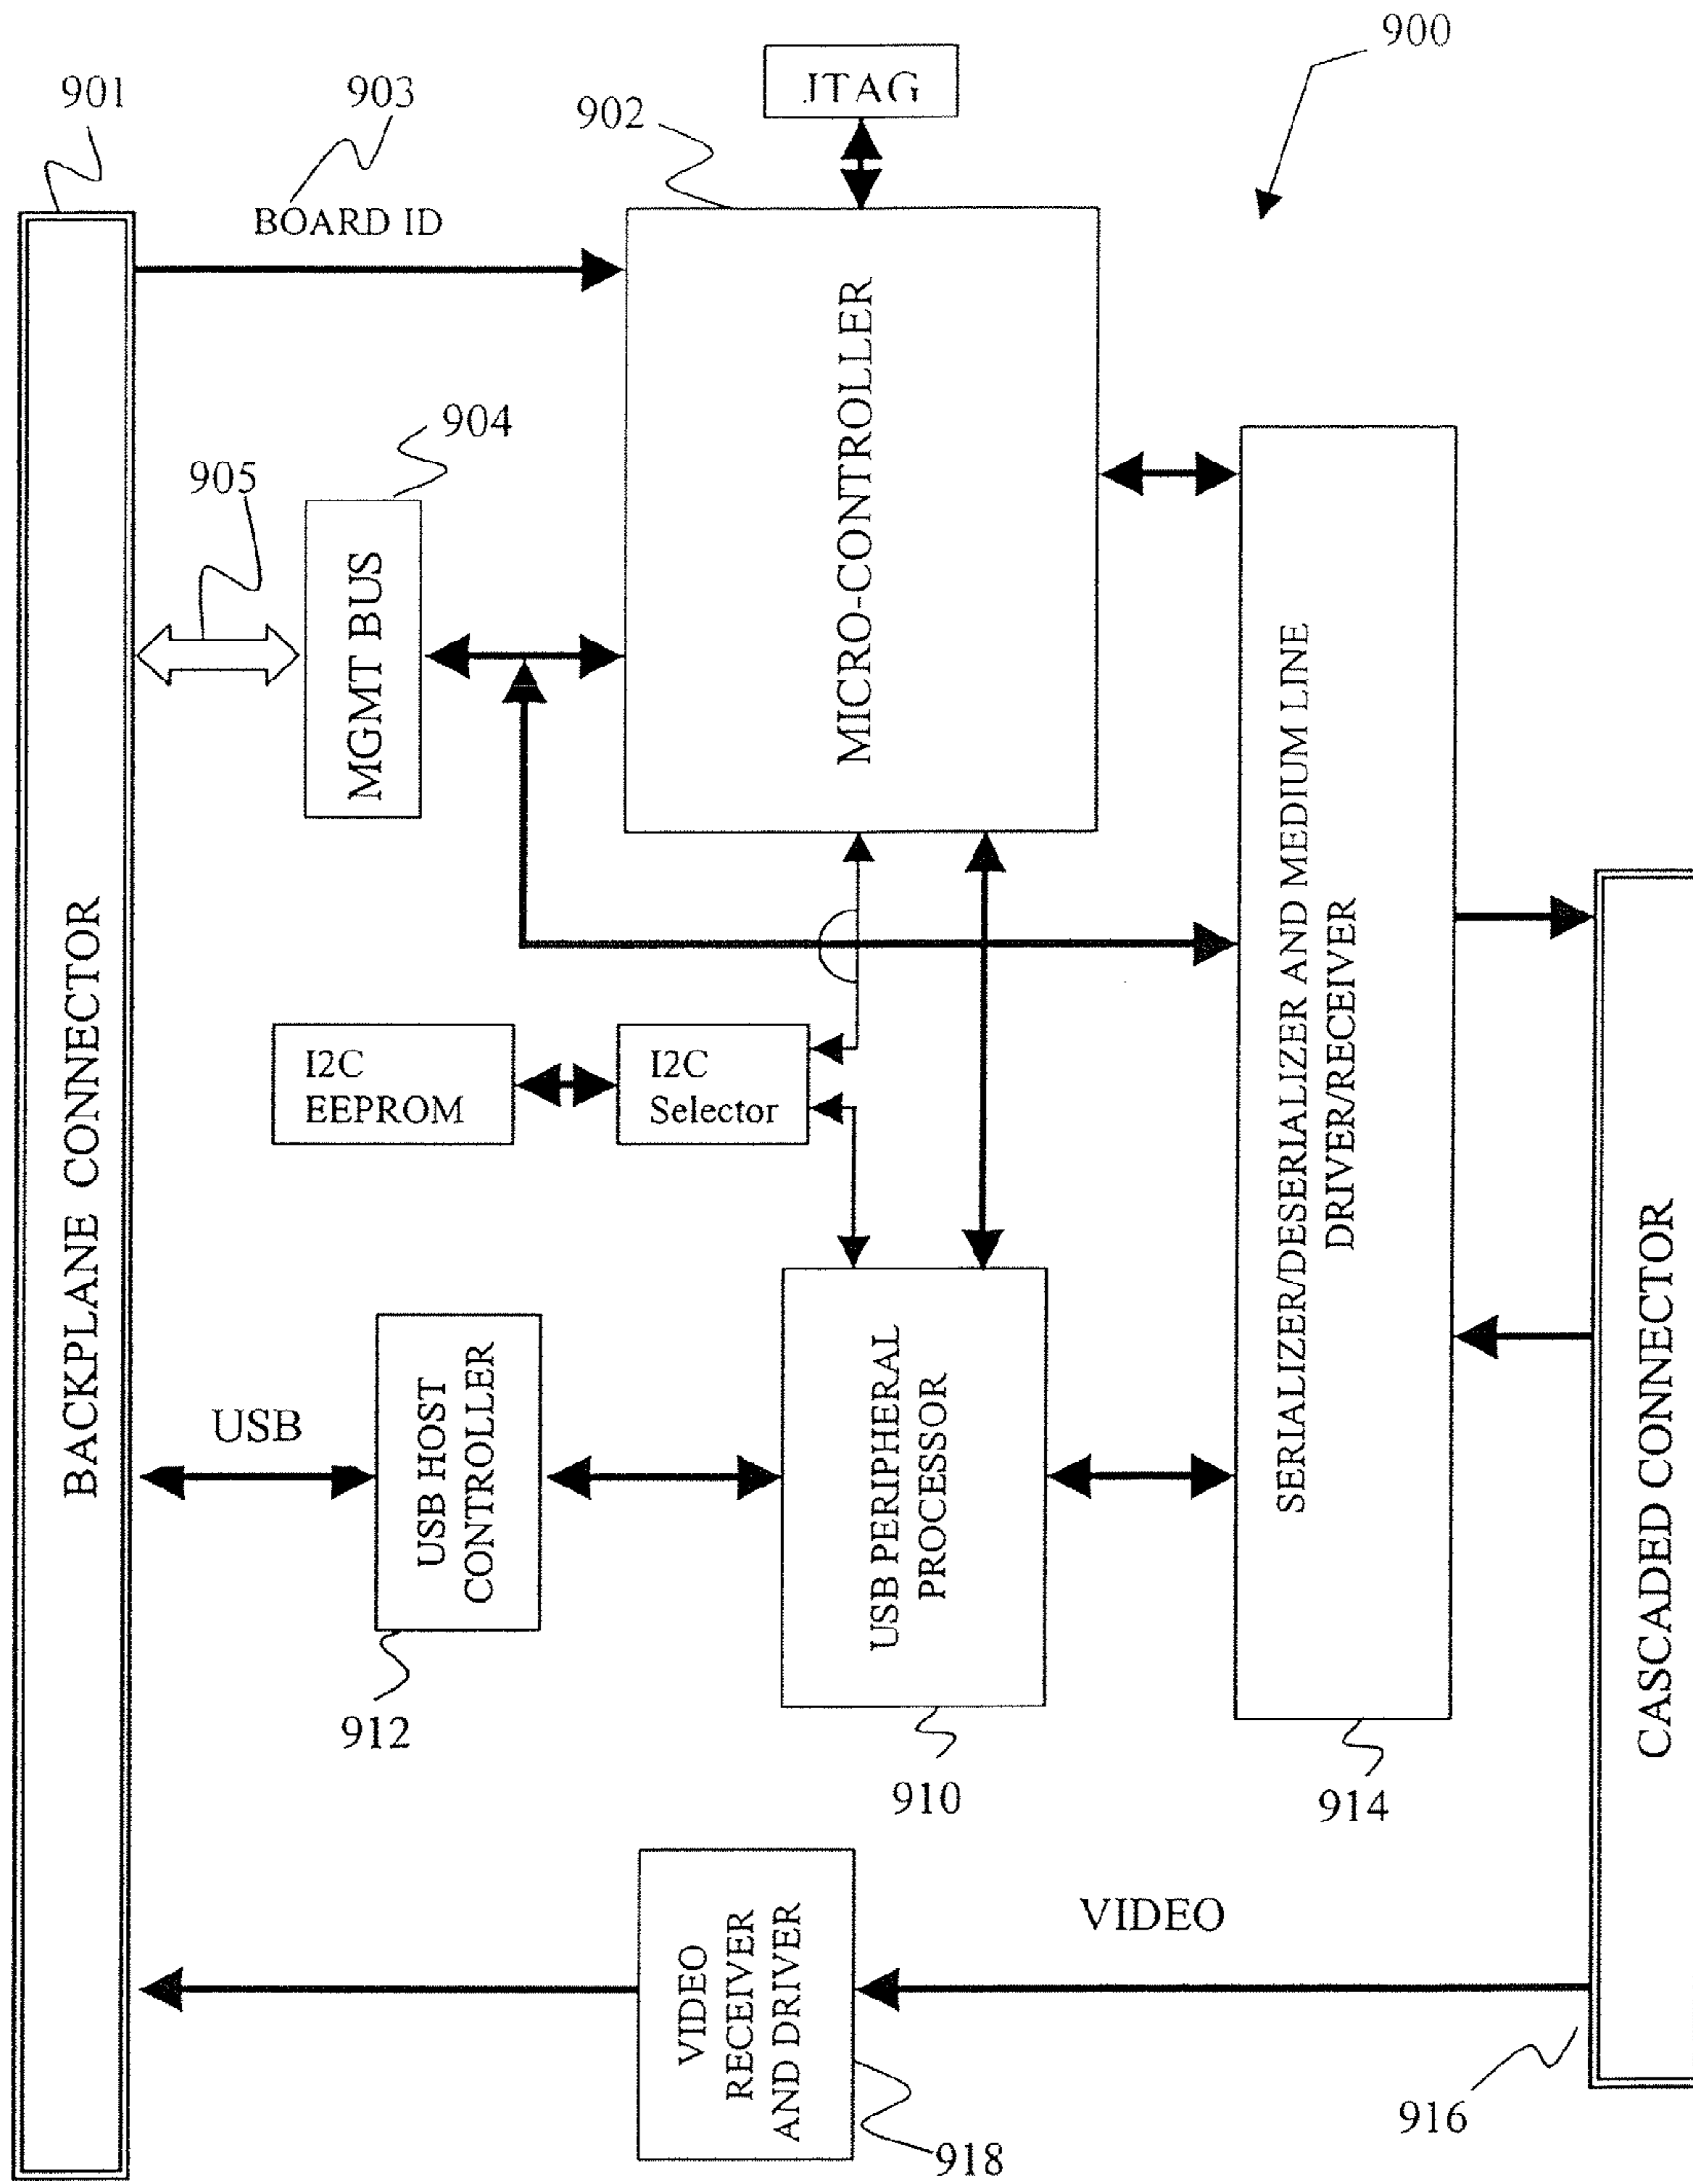 900
901
903
902
JTAG
BOARD ID
904
905
MGMT BUS
MICRO-CONTROLLER
BACKPLANE CONNECTOR
SERIALIZER/DESERIALIZER AND MEDIUM LINE
DRIVER/RECEIVER
I2C
EEPROM
I2C
Selector
CASCADED CONNECTOR
USB
USB HOST
CONTROLLER
USB PERIPHERAL
PROCESSOR
912
910
914
VIDEO
RECEIVER
AND DRIVER
VIDEO
916
918